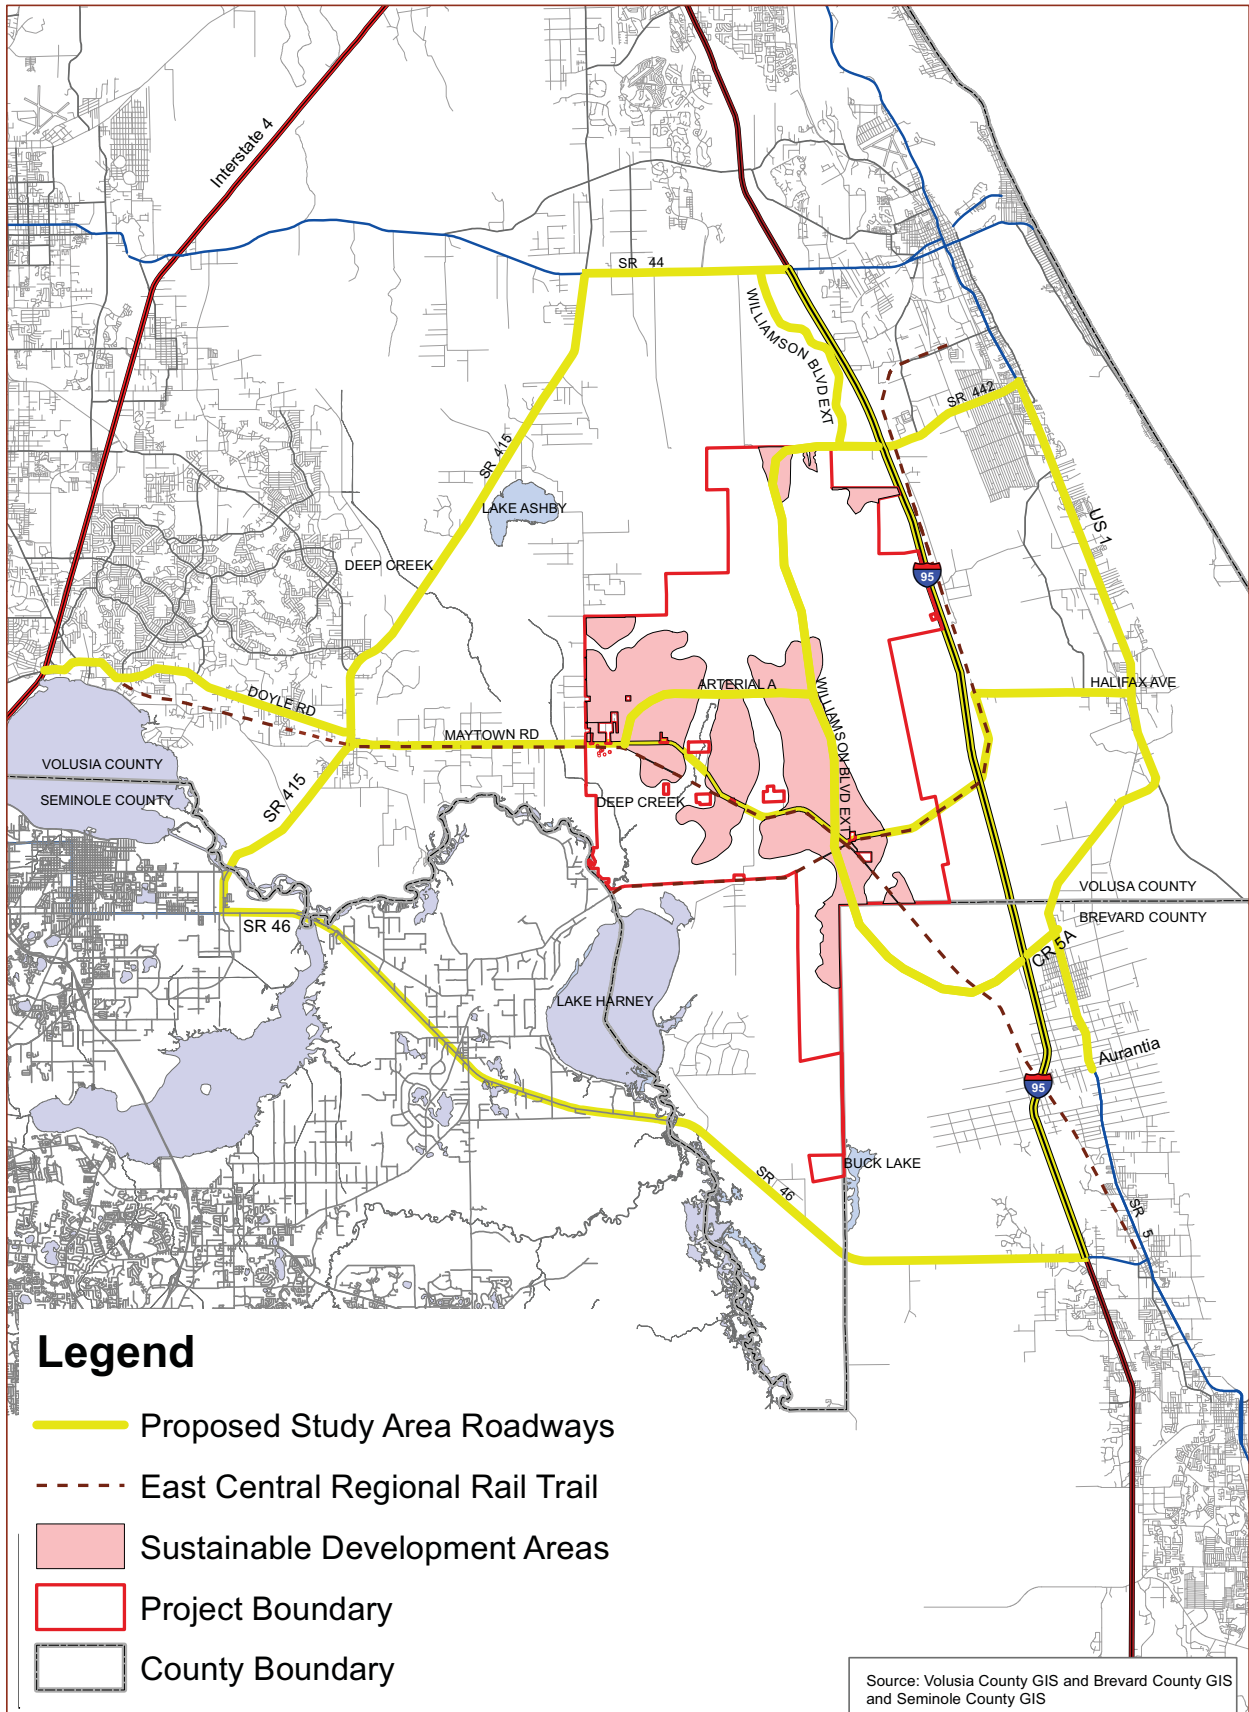 Interstate 4
SR 44
WILLIAMSON BLVD EXT
SR 442
SR 415
LAKE ASHBY
US 1
DEEP CREEK
95
ARTERIAL A
HALIFAX AVE
DOYLE RD
WILLIAMSON BLVD EXT
MAYTOWN RD
VOLUSIA COUNTY
SEMINOLE COUNTY
SR 415
DEEP CREEK
VOLUSA COUNTY
BREVARD COUNTY
SR 46
CR 5A
LAKE HARNEY
Aurantia
95
BUCK LAKE
SR 46
SR 5
Legend
Proposed Study Area Roadways
East Central Regional Rail Trail
Sustainable Development Areas
Project Boundary
County Boundary
Source: Volusia County GIS and Brevard County GIS
and Seminole County GIS